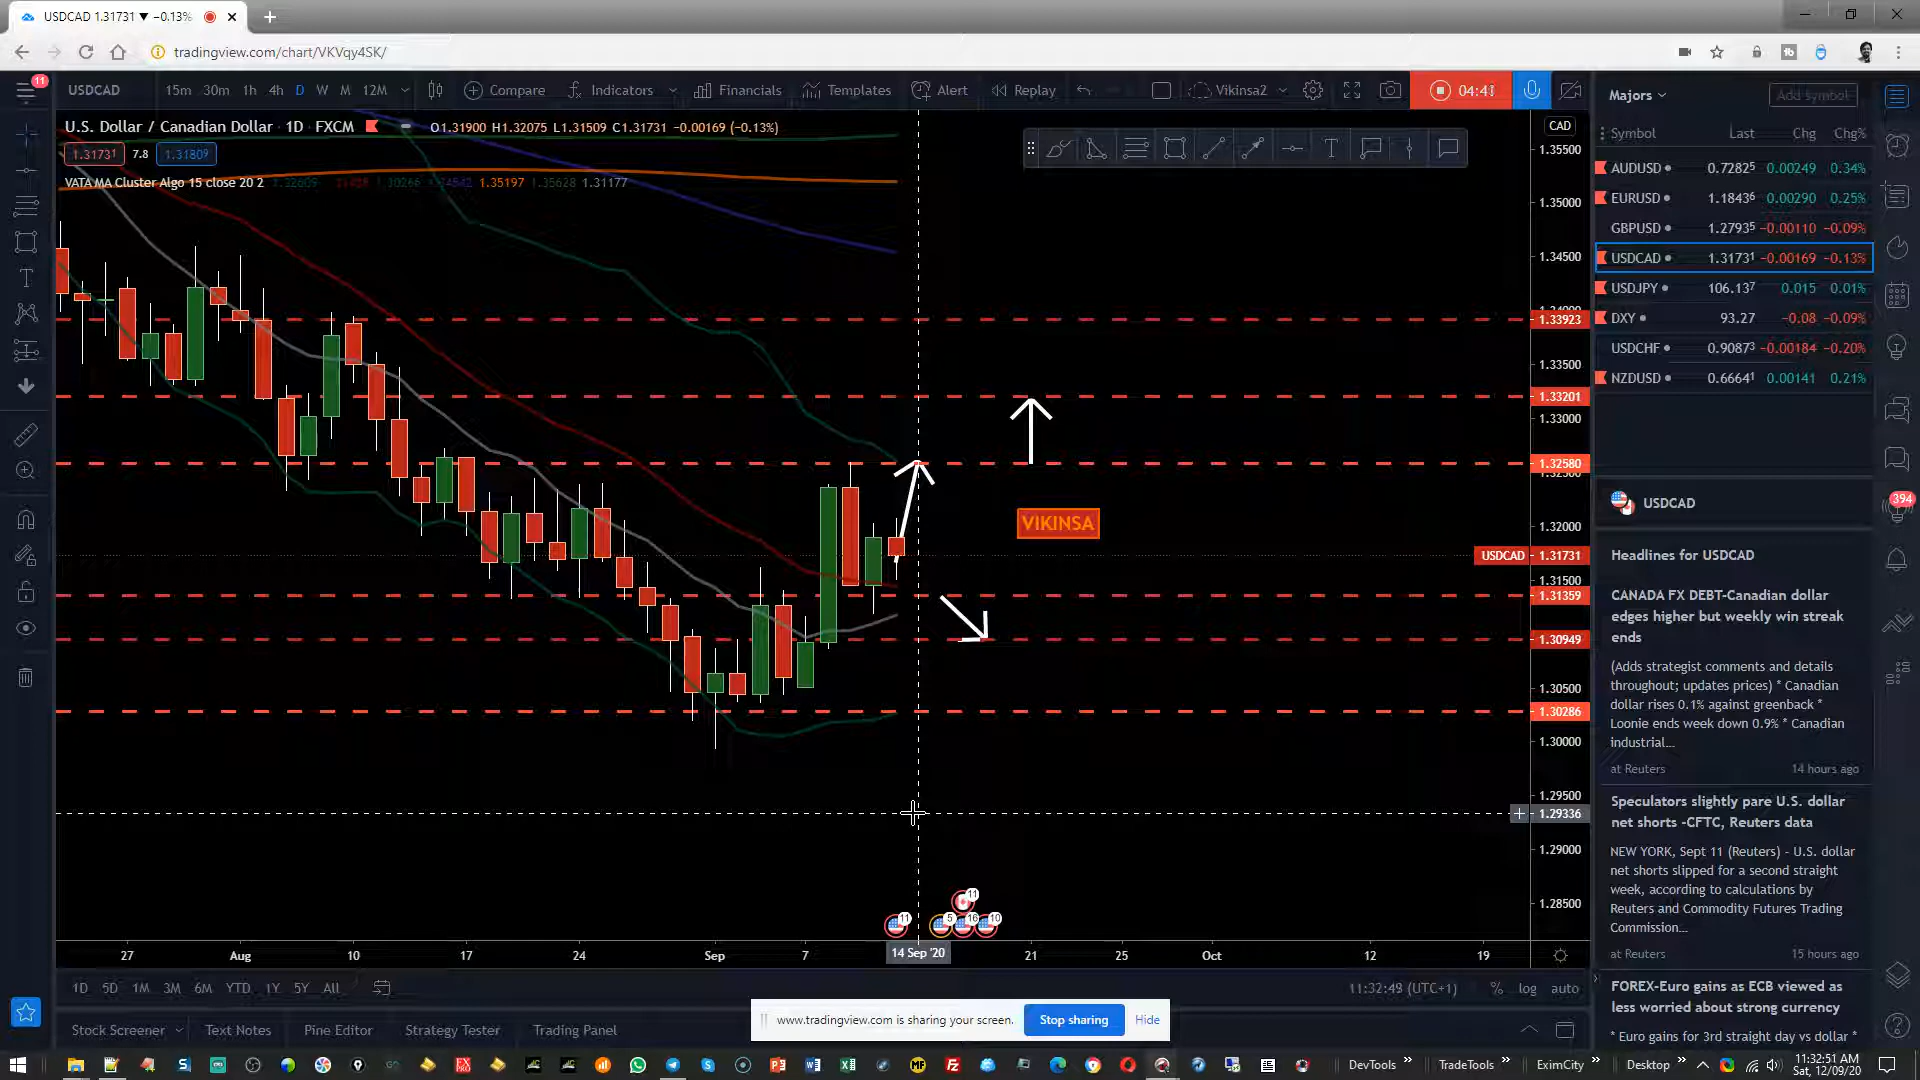 USDCAD 1.31731 ▼ −0.13%
tradingview.com/chart/VKVqy4SK/
11
USDCAD 15m 30m 1h 4h D W M 12M Compare Indicators Financials Templates Alert Replay Vikinsa2 04:41
U.S. Dollar / Canadian Dollar · 1D · FXCM O1.31900 H1.32075 L1.31509 C1.31731 −0.00169 (−0.13%)
1.31731 7.8 1.31809
VATA MA Cluster Algo 15 close 20 2 1.35197 1.35628 1.31177
T
T
CAD
1.35500
1.35000
1.34500
1.33923
1.33500
1.33201
1.33000
1.32580
1.32000
USDCAD 1.31731
1.31500
1.31359
1.30949
1.30500
1.30286
1.30000
1.29500
1.29336
1.29000
1.28500
VIKINSA
11
11 5 16 10
27 Aug 10 17 24 Sep 7 14 Sep '20 21 25 Oct 12 19
1D 5D 1M 3M 6M YTD 1Y 5Y All
11:32:49 (UTC+1) % log auto
Stock Screener Text Notes Pine Editor Strategy Tester Trading Panel
www.tradingview.com is sharing your screen. Stop sharing Hide
Majors Add symbol
Symbol Last Chg Chg%
AUDUSD 0.72825 0.00249 0.34%
EURUSD 1.18436 0.00290 0.25%
GBPUSD 1.27935 −0.00110 −0.09%
USDCAD 1.31731 −0.00169 −0.13%
USDJPY 106.137 0.015 0.01%
DXY 93.27 −0.08 −0.09%
USDCHF 0.90873 −0.00184 −0.20%
NZDUSD 0.66641 0.00141 0.21%
394
USDCAD
Headlines for USDCAD
CANADA FX DEBT-Canadian dollar
edges higher but weekly win streak
ends
(Adds strategist comments and details
throughout; updates prices) * Canadian
dollar rises 0.1% against greenback *
Loonie ends week down 0.9% * Canadian
industrial...
at Reuters 14 hours ago
Speculators slightly pare U.S. dollar
net shorts -CFTC, Reuters data
NEW YORK, Sept 11 (Reuters) - U.S. dollar
net shorts slipped for a second straight
week, according to calculations by
Reuters and Commodity Futures Trading
Commission...
at Reuters 15 hours ago
FOREX-Euro gains as ECB viewed as
less worried about strong currency
* Euro gains for 3rd straight day vs dollar *
DevTools » TradeTools » EximCity » Desktop »
11:32:51 AM
Sat, 12/09/20